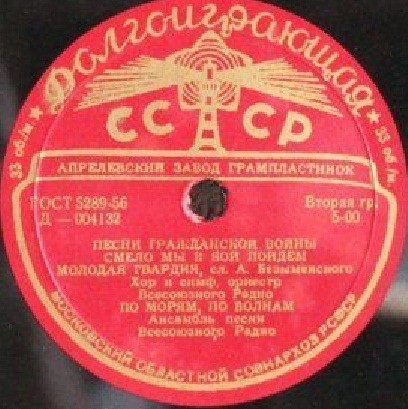 ★ Долгоиграющая ★
33 об/м.
33 об/м
СССР
АПРЕЛЕВСКИЙ ЗАВОД ГРАМПЛАСТИНОК
ГОСТ 5289-56
Вторая гр.
Д — 004132
5-00
ПЕСНИ ГРАЖДАНСКОЙ ВОЙНЫ
СМЕЛО МЫ В БОЙ ПОЙДЕМ
МОЛОДАЯ ГВАРДИЯ, сл. А. Безыменского
Хор и симф. оркестр
Всесоюзного Радио
ПО МОРЯМ, ПО ВОЛНАМ
Ансамбль песни
Всесоюзного Радио
МОСКОВСКИЙ ОБЛАСТНОЙ СОВНАРХОЗ РСФСР